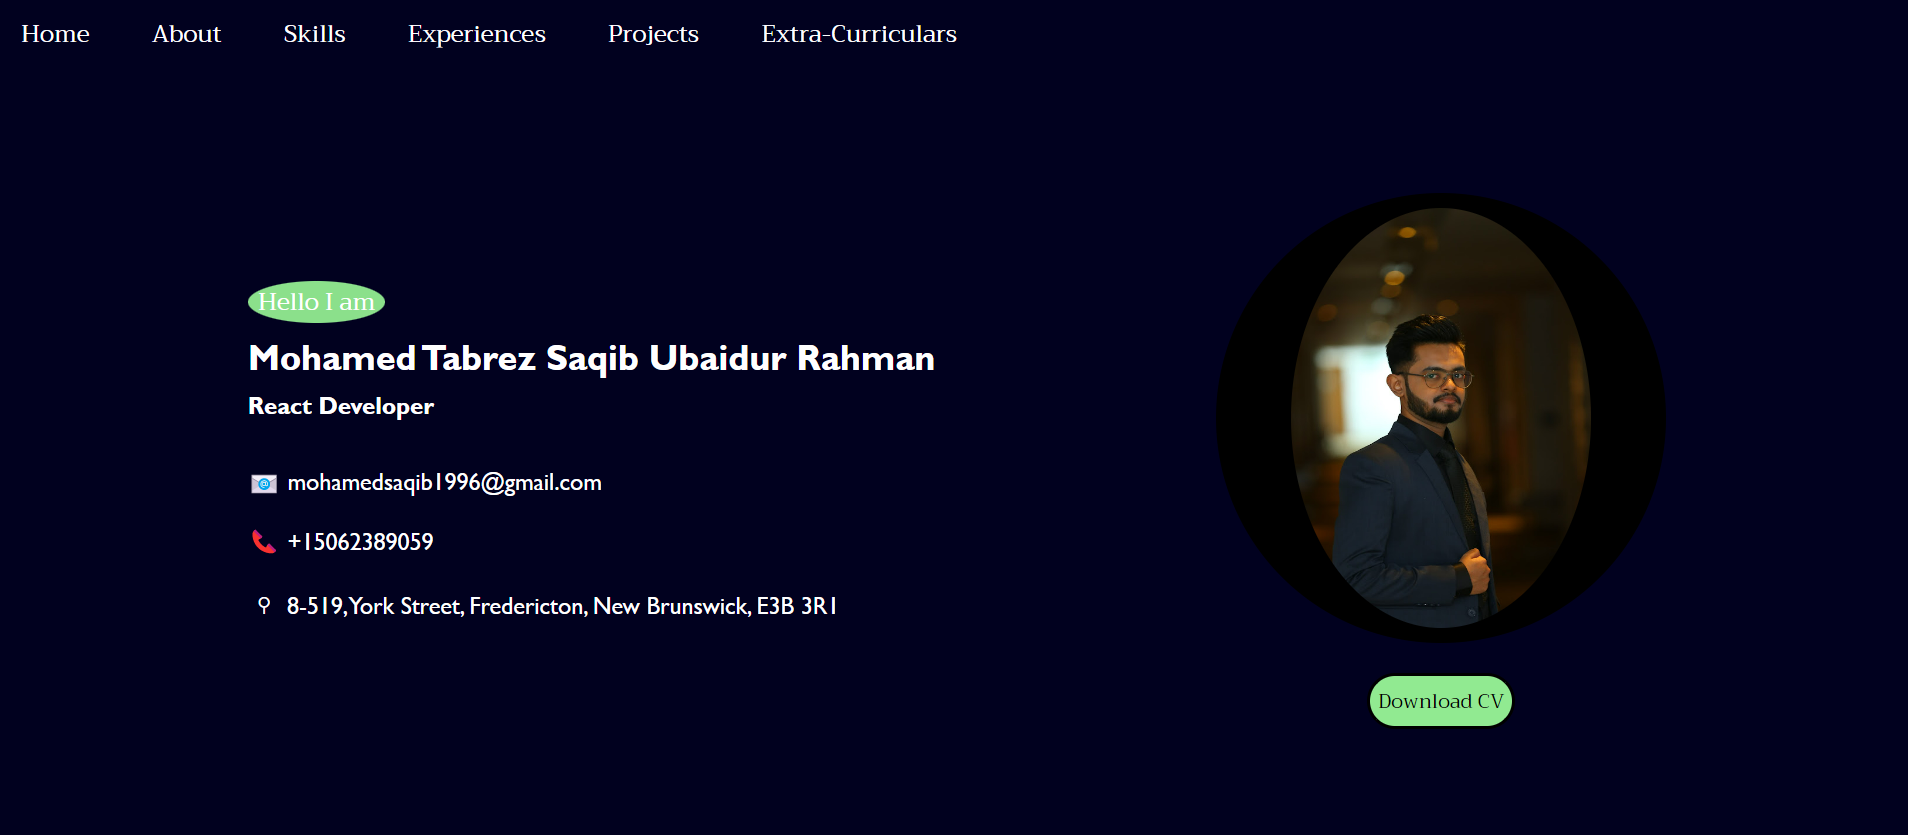 Home About Skills Experiences Projects Extra-Curriculars
Hello I am
Mohamed Tabrez Saqib Ubaidur Rahman
React Developer
mohamedsaqib1996@gmail.com
+15062389059
8-519,York Street, Fredericton, New Brunswick, E3B 3R1
Download CV